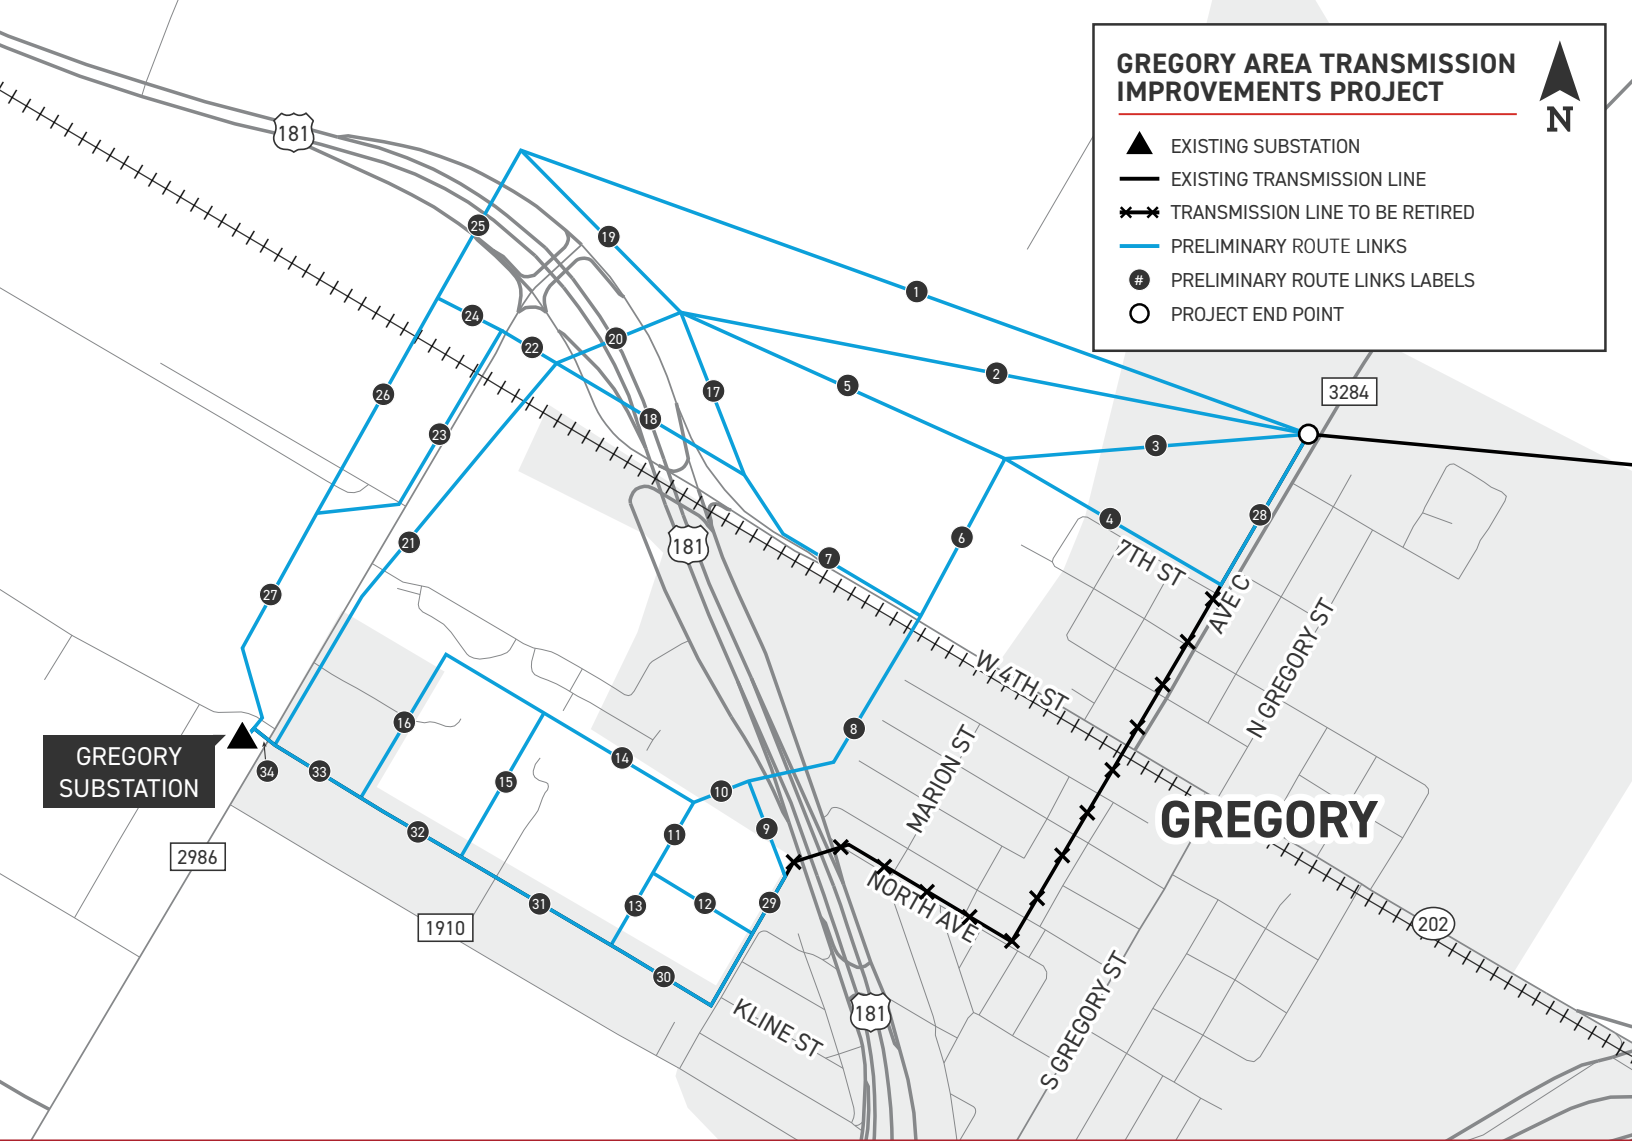 GREGORY AREA TRANSMISSION
IMPROVEMENTS PROJECT
N
EXISTING SUBSTATION
EXISTING TRANSMISSION LINE
TRANSMISSION LINE TO BE RETIRED
PRELIMINARY ROUTE LINKS
# PRELIMINARY ROUTE LINKS LABELS
PROJECT END POINT
181
25
19
1
24
20
22
2
5
17
26
3284
18
23
3
28
4
6
21
181
7TH ST
7
27
AVE C
N GREGORY ST
W 4TH ST
16
8
14
MARION ST
GREGORY
SUBSTATION
34
33
15
10
GREGORY
32
11
9
2986
NORTH AVE
31
13
12
29
1910
202
30
S GREGORY ST
KLINE ST
181